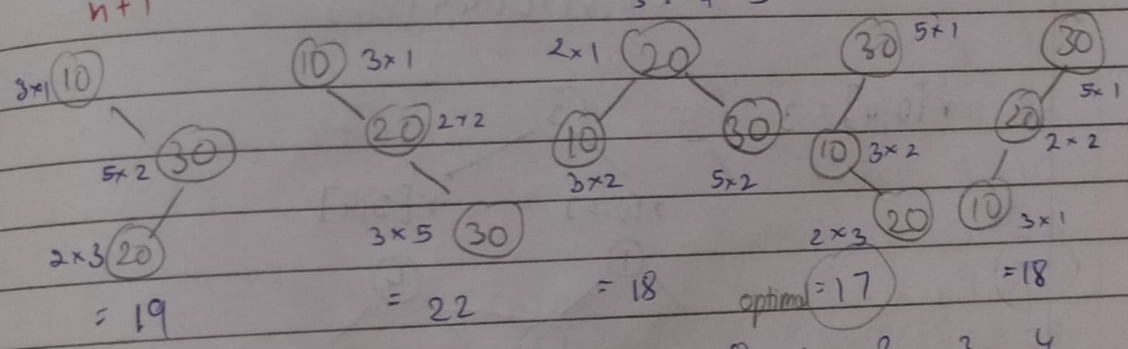 n+1
3×1 10 10 3×1 2×1 20 30 5×1 30
5×1
20 2×2 10 30 20
5×2 30 10 3×2 2×2
3×2 5×2
2×3 20 3×5 30 2×3 20 10 3×1
= 19 = 22 = 18 optimal = 17 = 18